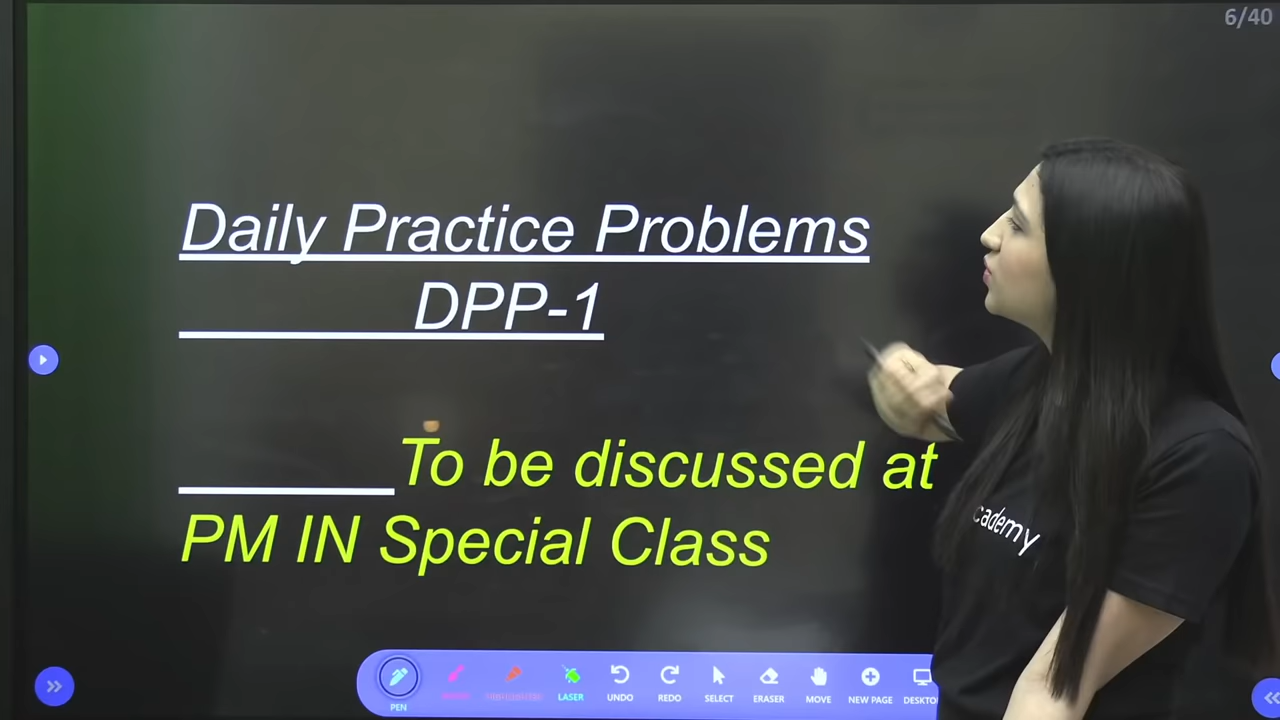 6/40
Daily Practice Problems
DPP-1
To be discussed at
PM IN Special Class
cademy
PEN
LASER
UNDO
REDO
SELECT
ERASER
MOVE
NEW PAGE
DESKTO